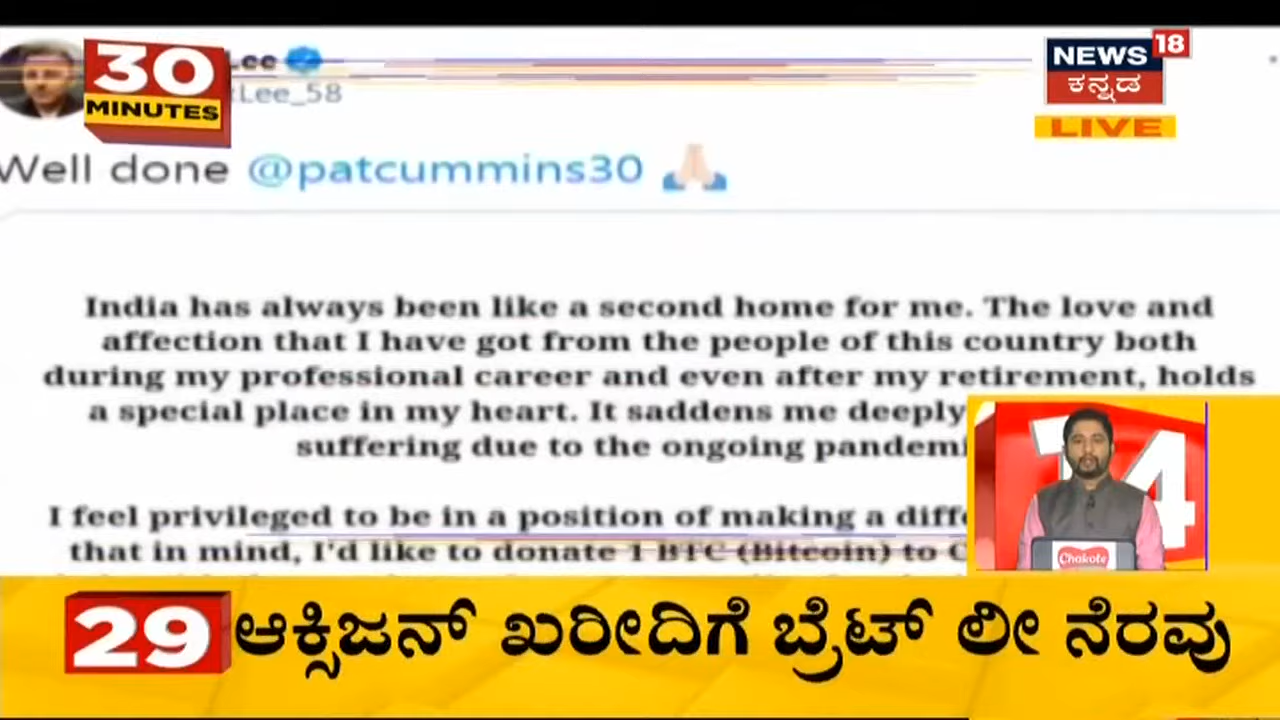 30
MINUTES
Lee
Lee_58
NEWS 18
ಕನ್ನಡ
LIVE
Well done @patcummins30 🙏
India has always been like a second home for me. The love and
affection that I have got from the people of this country both
during my professional career and even after my retirement, holds
a special place in my heart. It saddens me deeply
suffering due to the ongoing
I feel privileged to be in a position of making a
that in mind, I'd like to donate 1 BTC (Bitcoin) to
14
Chakote
29 ಆಕ್ಸಿಜನ್ ಖರೀದಿಗೆ ಬ್ರೆಟ್ ಲೀ ನೆರವು